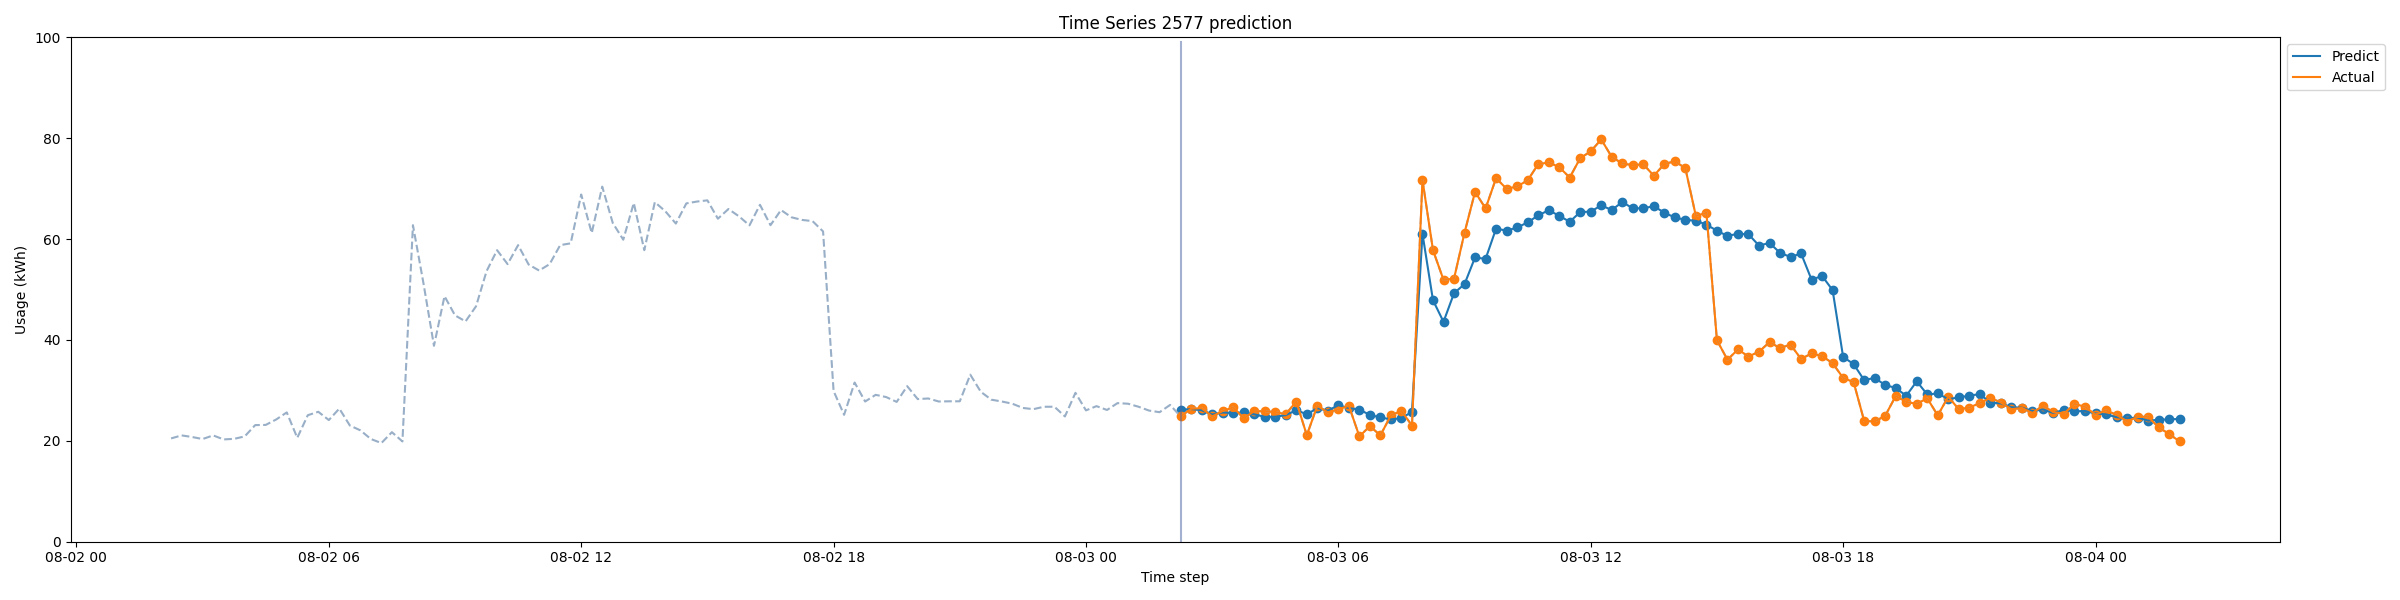 Time Series 2577 prediction
Predict
Actual
Usage (kWh)
100
80
60
40
20
0
08-02 00 08-02 06 08-02 12 08-02 18 08-03 00 08-03 06 08-03 12 08-03 18 08-04 00
Time step